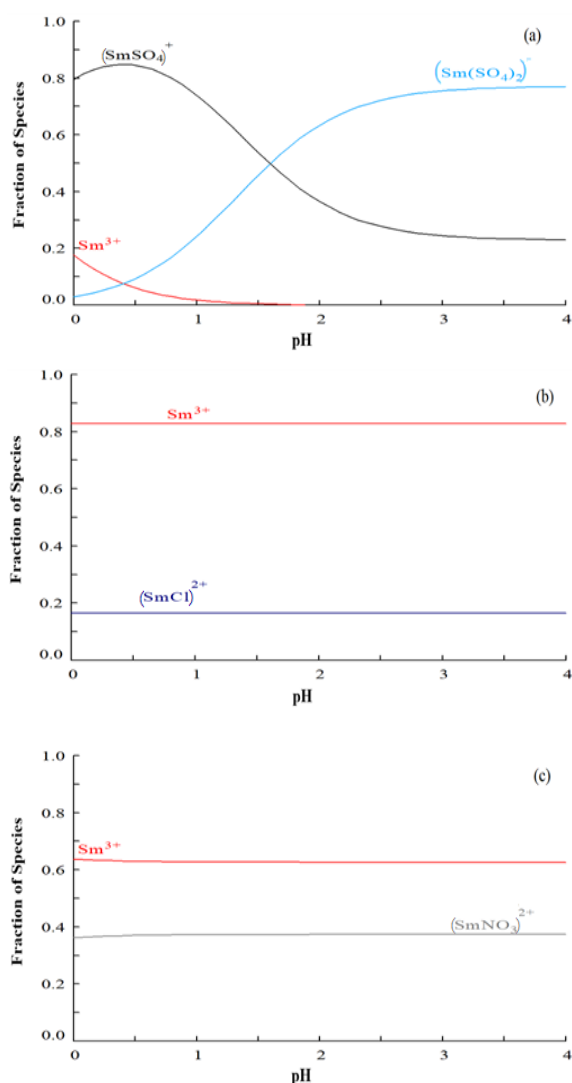 (a)
1.0
(SmSO₄)⁺
(Sm(SO₄)₂)⁻
0.8
0.6
0.4
Sm³⁺
0.2
0.0
Fraction of Species
0 1 2 3 4
pH
(b)
1.0
Sm³⁺
0.8
0.6
0.4
(SmCl)²⁺
0.2
0.0
Fraction of Species
0 1 2 3 4
pH
(c)
1.0
0.8
Sm³⁺
0.6
(SmNO₃)²⁺
0.4
0.2
0.0
Fraction of Species
0 1 2 3 4
pH